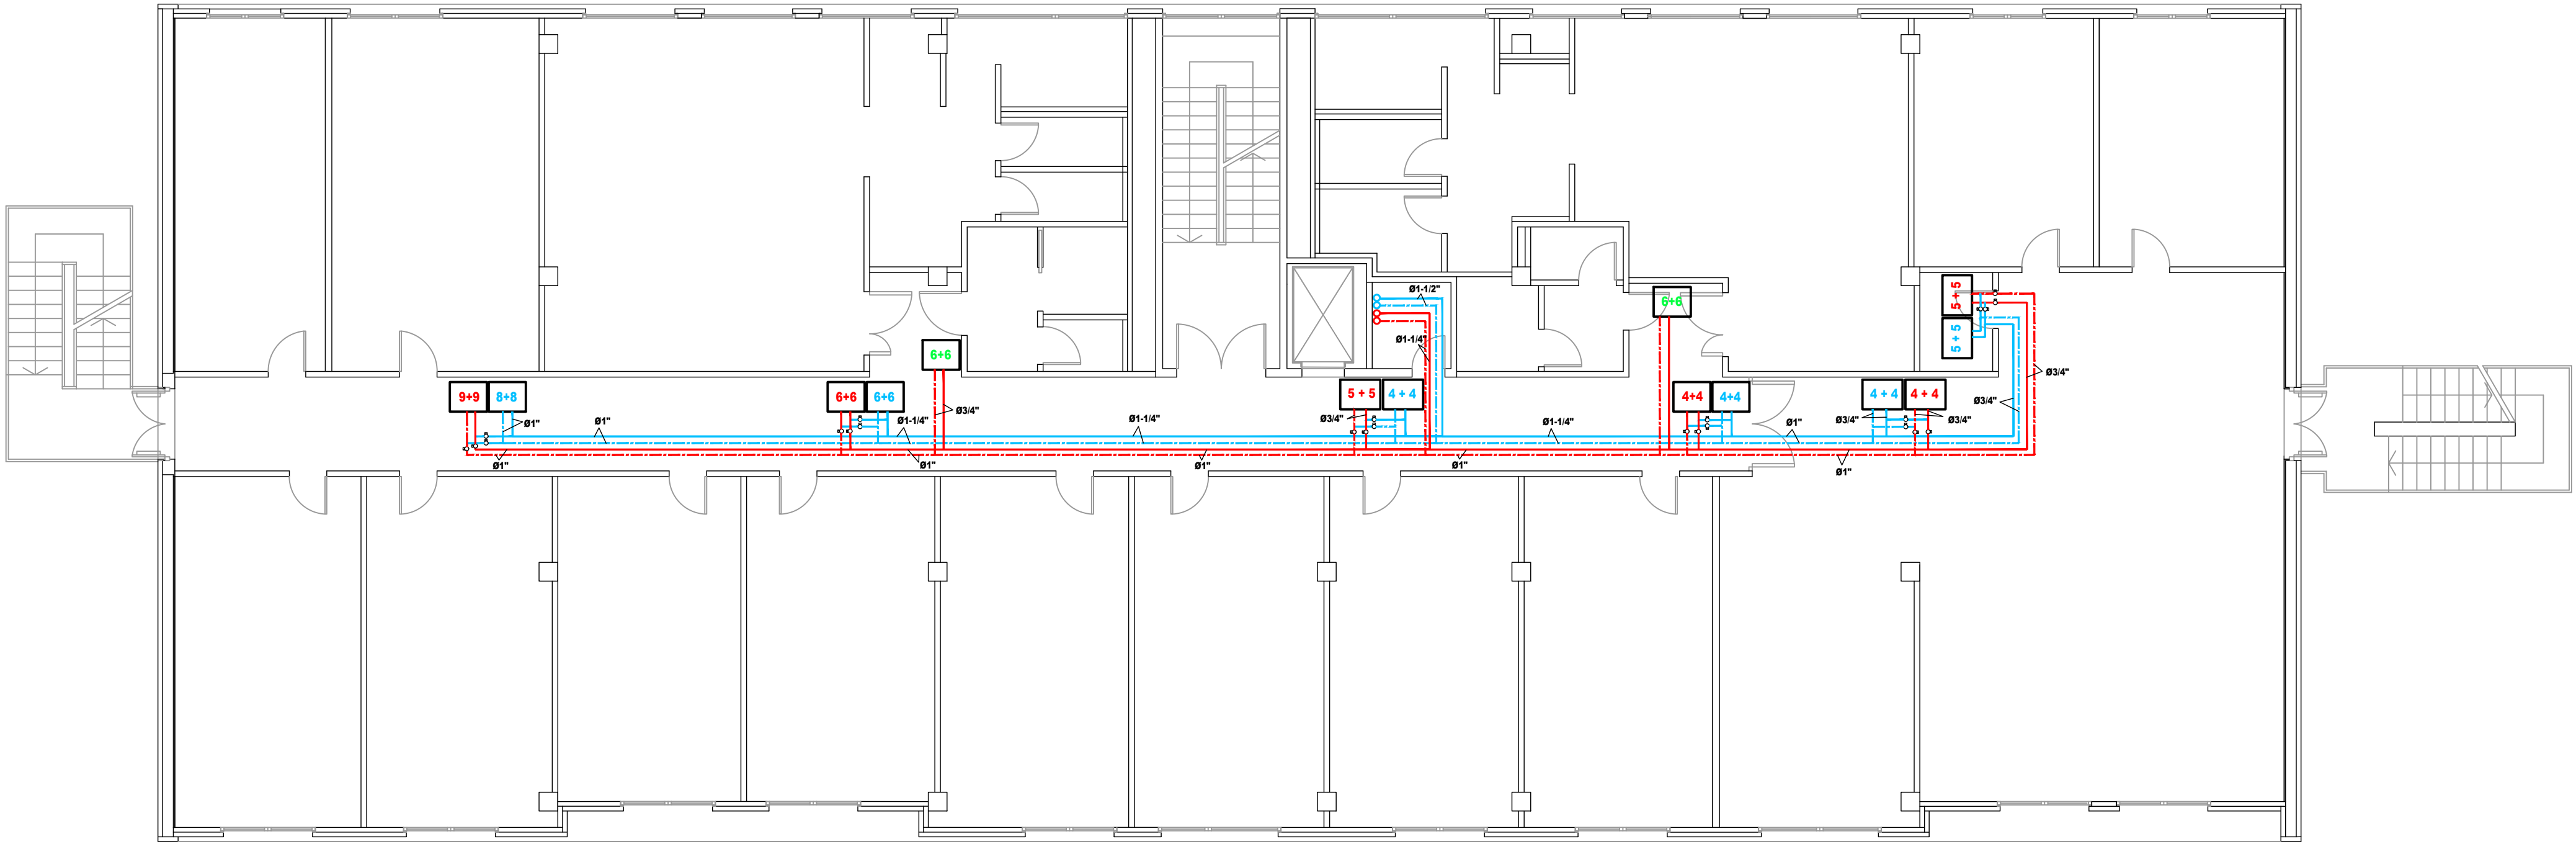 Ø1-1/2"
6+6
5 + 5
5 + 5
Ø1-1/4"
6+6
Ø3/4"
9+9
8+8
6+6
6+6
5 + 5
4 + 4
4+4
4+4
4 + 4
4 + 4
Ø3/4"
Ø3/4"
Ø1"
Ø1"
Ø1-1/4"
Ø1-1/4"
Ø3/4"
Ø1-1/4"
Ø1"
Ø3/4"
Ø3/4"
Ø1"
Ø1"
Ø1"
Ø1"
Ø1"